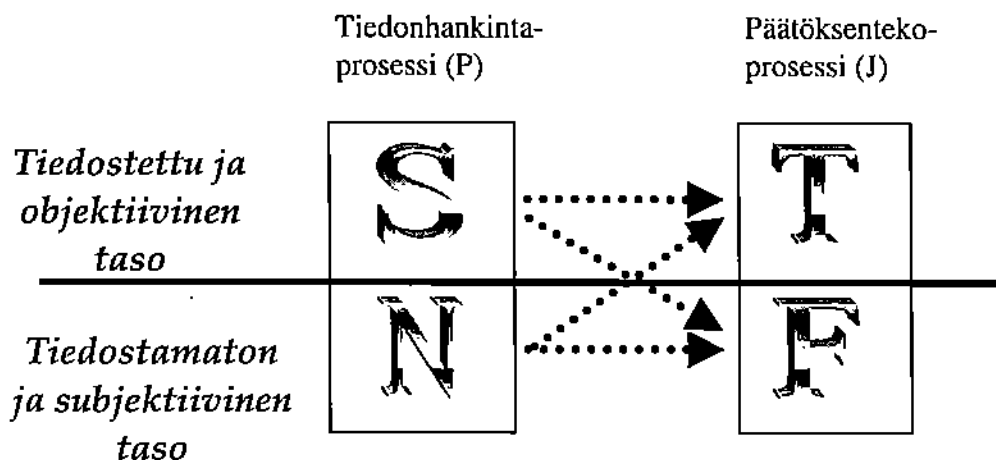 Tiedonhankinta-
prosessi (P)
Päätöksenteko-
prosessi (J)
Tiedostettu ja
objektiivinen
taso
S
T
N
F
Tiedostamaton
ja subjektiivinen
taso